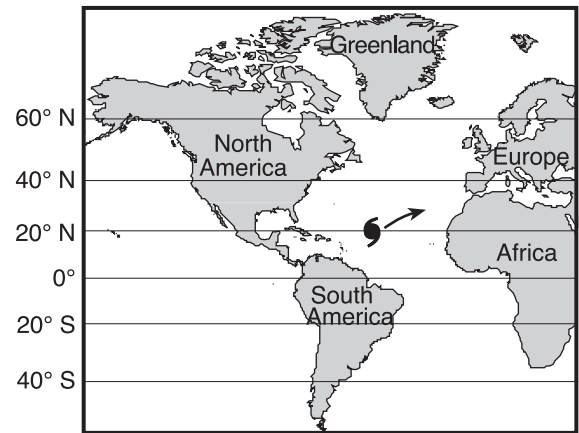 Greenland
60° N
North
America
Europe
40° N
20° N
Africa
0°
South
America
20° S
40° S